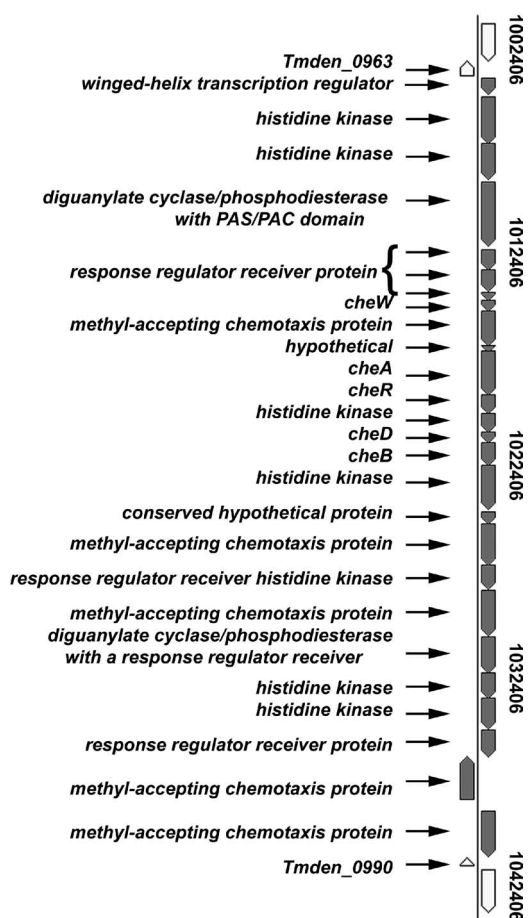 Tmden_0963
winged-helix transcription regulator
histidine kinase
histidine kinase
diguanylate cyclase/phosphodiesterase
with PAS/PAC domain
response regulator receiver protein
cheW
methyl-accepting chemotaxis protein
hypothetical
cheA
cheR
histidine kinase
cheD
cheB
histidine kinase
conserved hypothetical protein
methyl-accepting chemotaxis protein
response regulator receiver histidine kinase
methyl-accepting chemotaxis protein
diguanylate cyclase/phosphodiesterase
with a response regulator receiver
histidine kinase
histidine kinase
response regulator receiver protein
methyl-accepting chemotaxis protein
methyl-accepting chemotaxis protein
Tmden_0990
1002406
1012406
1022406
1032406
1042406